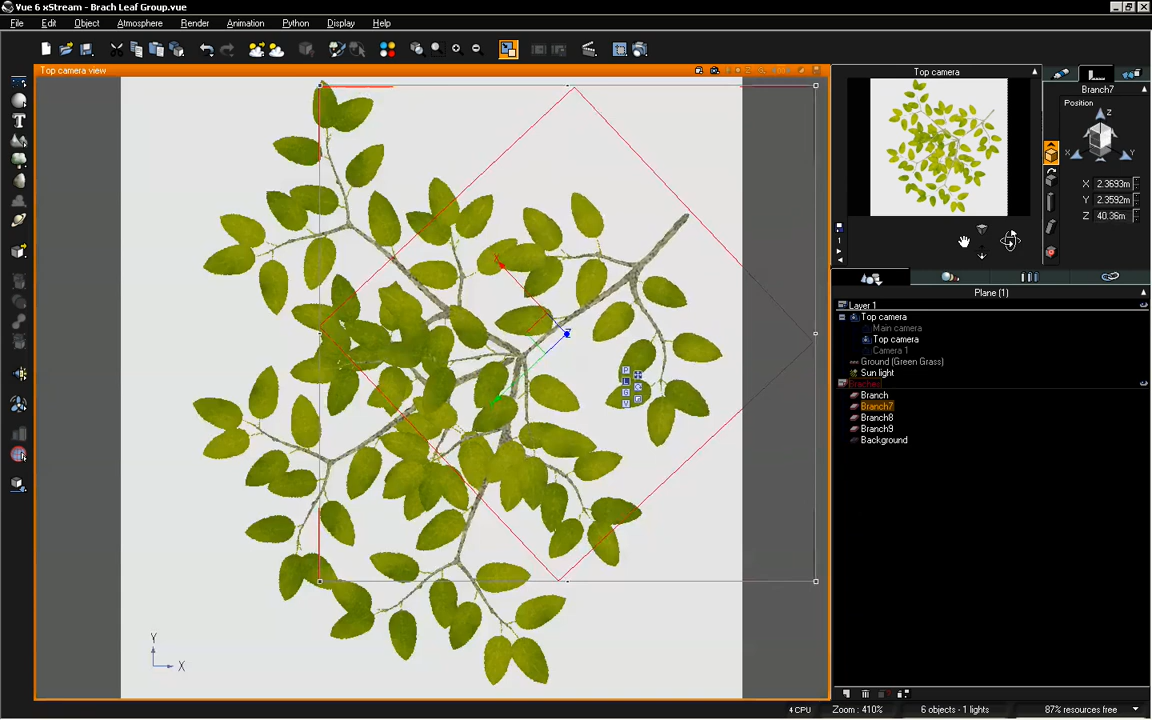 Vue 6 xStream - Brach Leaf Group.vue
File Edit Object Atmosphere Render Animation Python Display Help
Top camera view
Top camera
Branch7
Position
Z
X Y
X 2.3693m
Y 2.3592m
Z 40.36m
Plane (1)
Layer 1
Top camera
Main camera
Top camera
Camera 1
Ground (Green Grass)
Sun light
Braches
Branch
Branch7
Branch8
Branch9
Background
X
Z
P
L
G
V
Y
X
4 CPU Zoom : 410% 6 objects - 1 lights 87% resources free